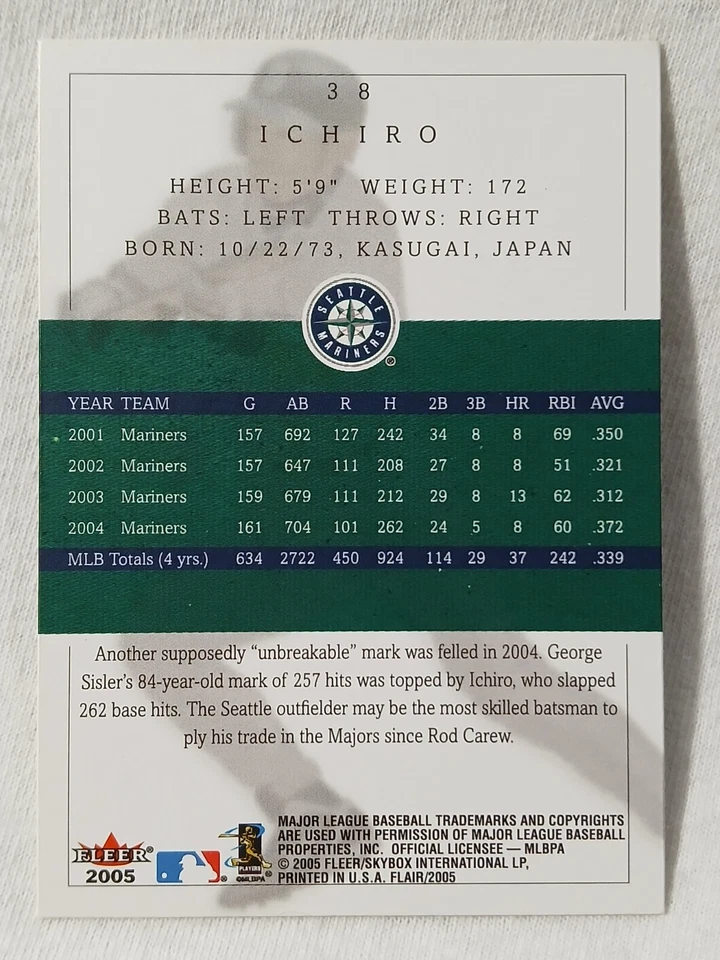 38
ICHIRO
HEIGHT: 5'9" WEIGHT: 172
BATS: LEFT THROWS: RIGHT
BORN: 10/22/73, KASUGAI, JAPAN
SEATTLE MARINERS ®
YEAR TEAM G AB R H 2B 3B HR RBI AVG
2001 Mariners 157 692 127 242 34 8 8 69 .350
2002 Mariners 157 647 111 208 27 8 8 51 .321
2003 Mariners 159 679 111 212 29 8 13 62 .312
2004 Mariners 161 704 101 262 24 5 8 60 .372
MLB Totals (4 yrs.) 634 2722 450 924 114 29 37 242 .339
Another supposedly “unbreakable” mark was felled in 2004. George
Sisler’s 84-year-old mark of 257 hits was topped by Ichiro, who slapped
262 base hits. The Seattle outfielder may be the most skilled batsman to
ply his trade in the Majors since Rod Carew.
FLEER®
2005
®
PLAYERS
©MLBPA
MAJOR LEAGUE BASEBALL TRADEMARKS AND COPYRIGHTS
ARE USED WITH PERMISSION OF MAJOR LEAGUE BASEBALL
PROPERTIES, INC. OFFICIAL LICENSEE — MLBPA
© 2005 FLEER/SKYBOX INTERNATIONAL LP,
PRINTED IN U.S.A. FLAIR/2005